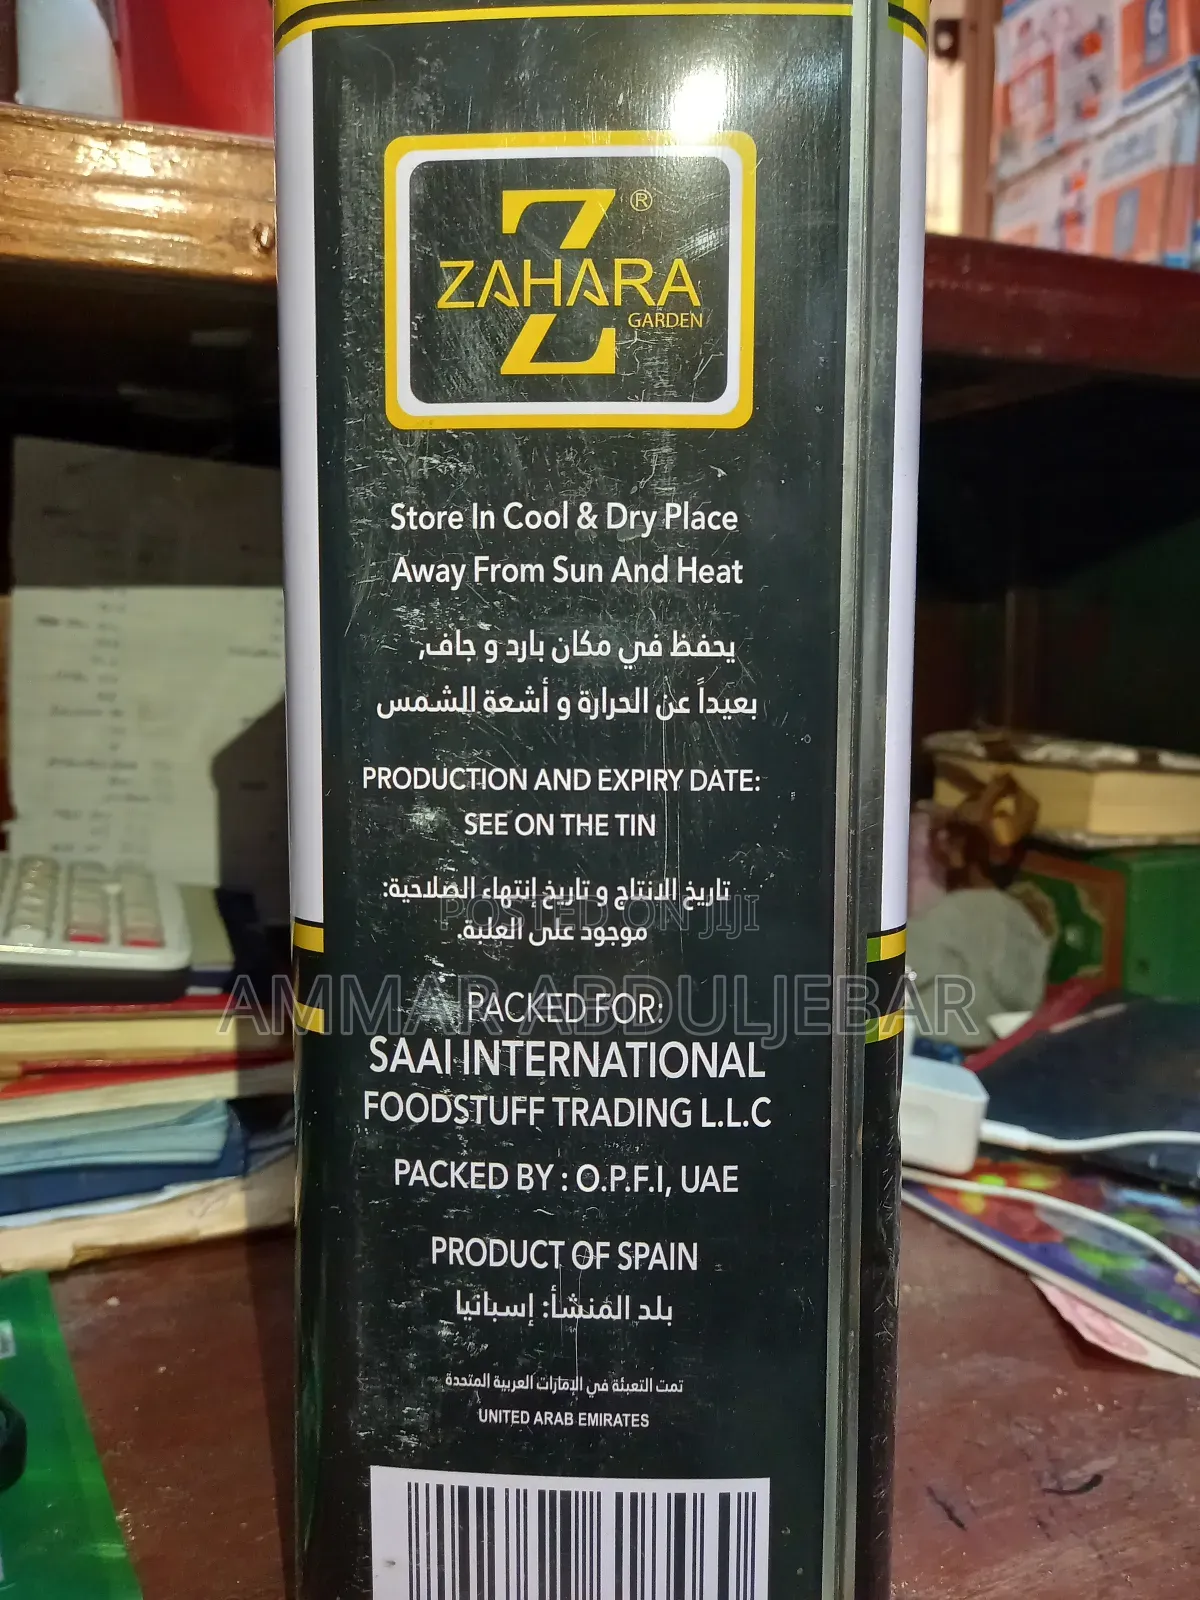 Z®
ZAHARA
GARDEN
Store In Cool & Dry Place
Away From Sun And Heat
يحفظ في مكان بارد و جاف,
بعيداً عن الحرارة و أشعة الشمس
PRODUCTION AND EXPIRY DATE:
SEE ON THE TIN
تاريخ الانتاج و تاريخ إنتهاء الصلاحية:
POSTED ON JIJI
موجود على العلبة.
AMMAR ABDULJEBAR
PACKED FOR:
SAAI INTERNATIONAL
FOODSTUFF TRADING L.L.C
PACKED BY : O.P.F.I, UAE
PRODUCT OF SPAIN
بلد المنشأ: إسبانيا
تمت التعبئة في الإمارات العربية المتحدة
UNITED ARAB EMIRATES